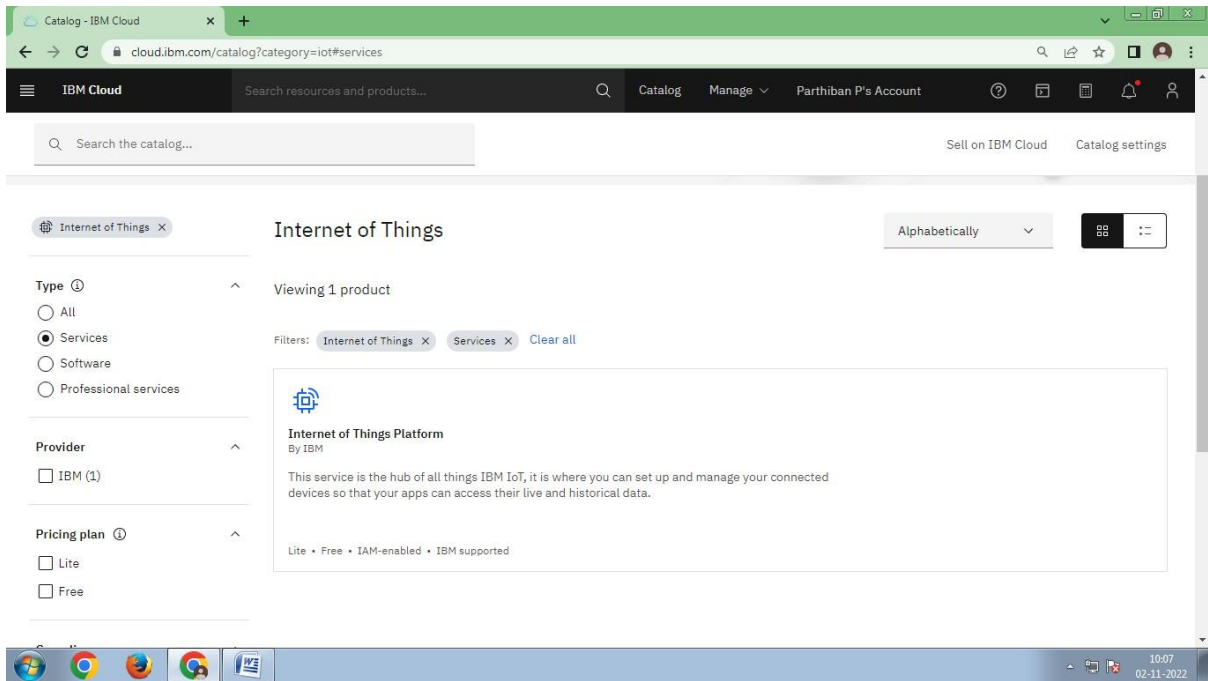 Catalog - IBM Cloud
cloud.ibm.com/catalog?category=iot#services
IBM Cloud
Search resources and products...
Catalog
Manage
Parthiban P's Account
Search the catalog...
Sell on IBM Cloud
Catalog settings
Internet of Things
Internet of Things
Alphabetically
Type
All
Services
Software
Professional services
Provider
IBM (1)
Pricing plan
Lite
Free
Viewing 1 product
Filters: Internet of Things Services Clear all
Internet of Things Platform
By IBM
This service is the hub of all things IBM IoT, it is where you can set up and manage your connected
devices so that your apps can access their live and historical data.
Lite • Free • IAM-enabled • IBM supported
10:07
02-11-2022